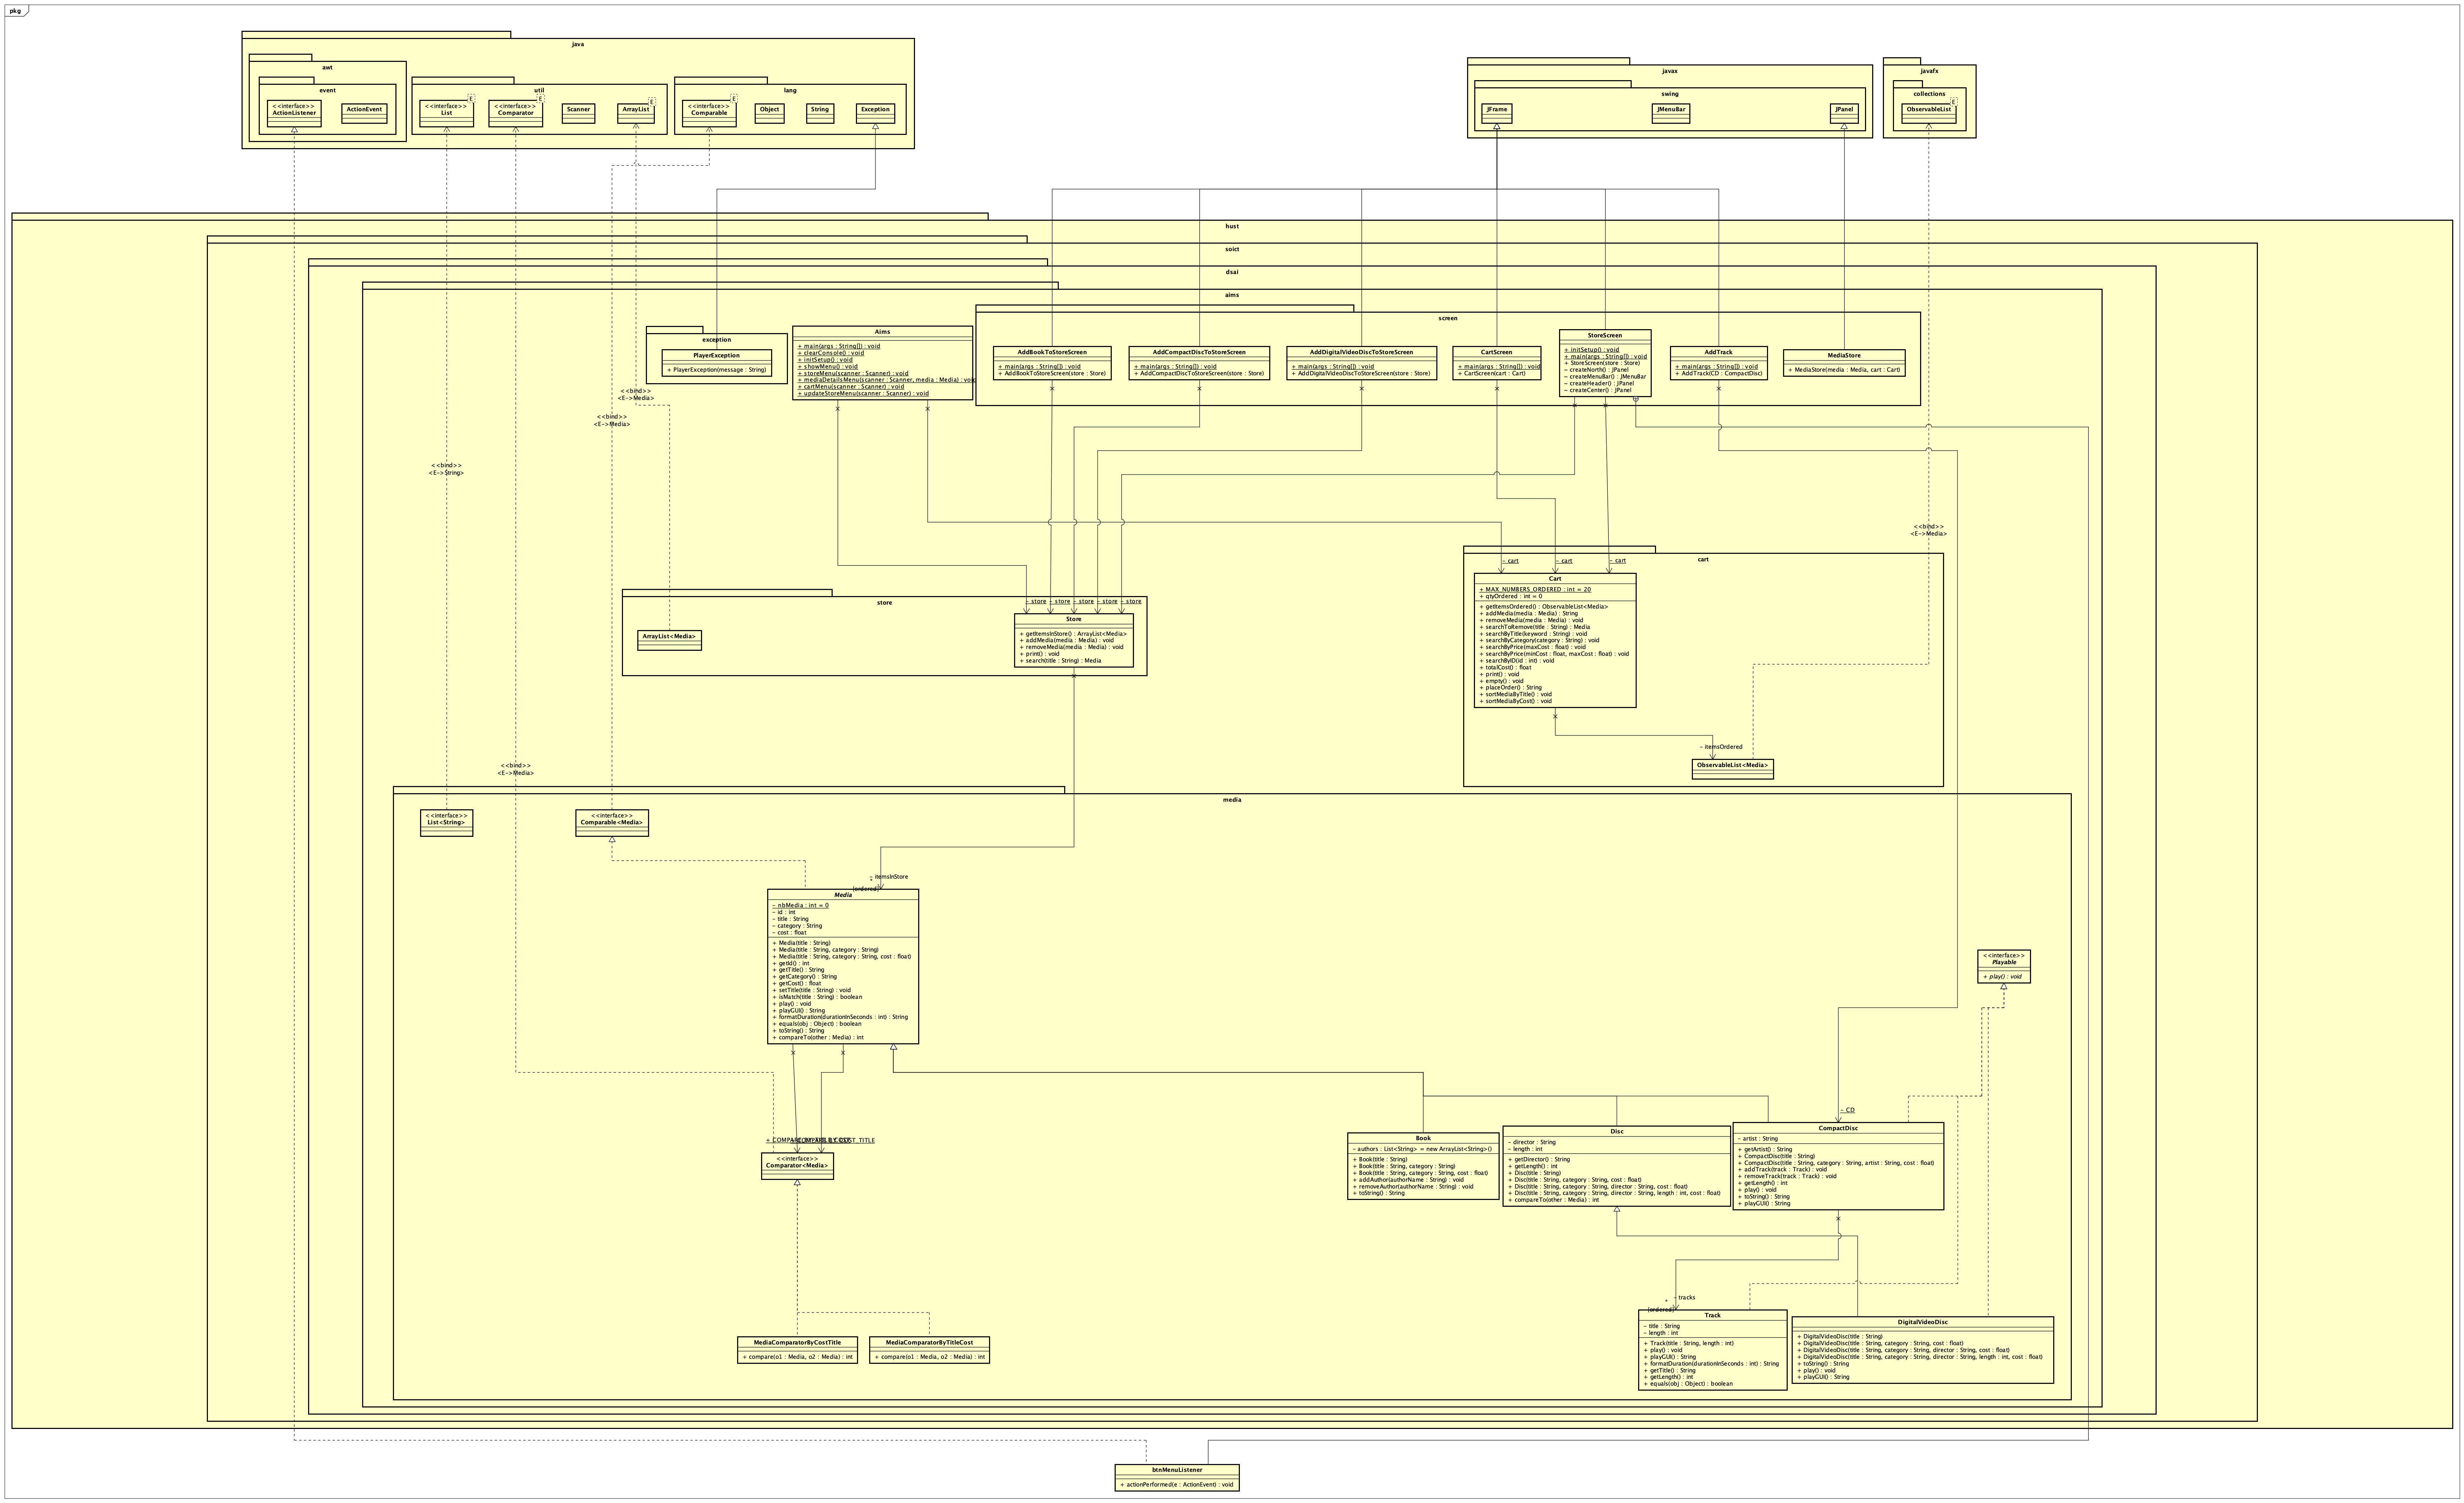 pkg
java
awt
event
<<interface>>
ActionListener
ActionEvent
util
<<interface>>
List
E
<<interface>>
Comparator
E
Scanner
ArrayList
E
lang
<<interface>>
Comparable
E
Object
String
Exception
javax
swing
JFrame
JMenuBar
JPanel
javafx
collections
ObservableList
E
hust
soict
dsai
aims
exception
PlayerException
+ PlayerException(message : String)
Aims
+ main(args : String[]) : void
+ clearConsole() : void
+ initSetup() : void
+ showMenu() : void
+ storeMenu(scanner : Scanner) : void
+ mediaDetailsMenu(scanner : Scanner, media : Media) : void
+ cartMenu(scanner : Scanner) : void
+ updateStoreMenu(scanner : Scanner) : void
screen
AddBookToStoreScreen
+ main(args : String[]) : void
+ AddBookToStoreScreen(store : Store)
AddCompactDiscToStoreScreen
+ main(args : String[]) : void
+ AddCompactDiscToStoreScreen(store : Store)
AddDigitalVideoDiscToStoreScreen
+ main(args : String[]) : void
+ AddDigitalVideoDiscToStoreScreen(store : Store)
CartScreen
+ main(args : String[]) : void
+ CartScreen(cart : Cart)
StoreScreen
+ initSetup() : void
+ main(args : String[]) : void
+ StoreScreen(store : Store)
~ createNorth() : JPanel
~ createMenuBar() : JMenuBar
~ createHeader() : JPanel
~ createCenter() : JPanel
AddTrack
+ main(args : String[]) : void
+ AddTrack(CD : CompactDisc)
MediaStore
+ MediaStore(media : Media, cart : Cart)
<<bind>>
<E->Media>
<<bind>>
<E->Media>
<<bind>>
<E->String>
<<bind>>
<E->Media>
<<bind>>
<E->Media>
store
- store
- store
- store
- store
- store
ArrayList<Media>
Store
+ getItemsInStore() : ArrayList<Media>
+ addMedia(media : Media) : void
+ removeMedia(media : Media) : void
+ print() : void
+ search(title : String) : Media
cart
- cart
- cart
- cart
Cart
+ MAX_NUMBERS_ORDERED : int = 20
+ qtyOrdered : int = 0
+ getItemsOrdered() : ObservableList<Media>
+ addMedia(media : Media) : String
+ removeMedia(media : Media) : void
+ searchToRemove(title : String) : Media
+ searchByTitle(keyword : String) : void
+ searchByCategory(category : String) : void
+ searchByPrice(maxCost : float) : void
+ searchByPrice(minCost : float, maxCost : float) : void
+ searchByID(id : int) : void
+ totalCost() : float
+ print() : void
+ empty() : void
+ placeOrder() : String
+ sortMediaByTitle() : void
+ sortMediaByCost() : void
- itemsOrdered
ObservableList<Media>
media
<<interface>>
List<String>
<<interface>>
Comparable<Media>
- itemsInStore
*
{ordered}
Media
- nbMedia : int = 0
- id : int
- title : String
- category : String
- cost : float
+ Media(title : String)
+ Media(title : String, category : String)
+ Media(title : String, category : String, cost : float)
+ getId() : int
+ getTitle() : String
+ getCategory() : String
+ getCost() : float
+ setTitle(title : String) : void
+ isMatch(title : String) : boolean
+ play() : void
+ playGUI() : String
+ formatDuration(durationInSeconds : int) : String
+ equals(obj : Object) : boolean
+ toString() : String
+ compareTo(other : Media) : int
<<interface>>
Playable
+ play() : void
- CD
<<interface>>
Comparator<Media>
Book
- authors : List<String> = new ArrayList<String>()
+ Book(title : String)
+ Book(title : String, category : String)
+ Book(title : String, category : String, cost : float)
+ addAuthor(authorName : String) : void
+ removeAuthor(authorName : String) : void
+ toString() : String
Disc
- director : String
- length : int
+ getDirector() : String
+ getLength() : int
+ Disc(title : String)
+ Disc(title : String, category : String, cost : float)
+ Disc(title : String, category : String, director : String, cost : float)
+ Disc(title : String, category : String, director : String, length : int, cost : float)
+ compareTo(other : Media) : int
CompactDisc
- artist : String
+ getArtist() : String
+ CompactDisc(title : String)
+ CompactDisc(title : String, category : String, artist : String, cost : float)
+ addTrack(track : Track) : void
+ removeTrack(track : Track) : void
+ getLength() : int
+ play() : void
+ toString() : String
+ playGUI() : String
- tracks
*
{ordered}
Track
- title : String
- length : int
+ Track(title : String, length : int)
+ play() : void
+ playGUI() : String
+ formatDuration(durationInSeconds : int) : String
+ getTitle() : String
+ getLength() : int
+ equals(obj : Object) : boolean
DigitalVideoDisc
+ DigitalVideoDisc(title : String)
+ DigitalVideoDisc(title : String, category : String, cost : float)
+ DigitalVideoDisc(title : String, category : String, director : String, cost : float)
+ DigitalVideoDisc(title : String, category : String, director : String, length : int, cost : float)
+ toString() : String
+ play() : void
+ playGUI() : String
MediaComparatorByCostTitle
+ compare(o1 : Media, o2 : Media) : int
MediaComparatorByTitleCost
+ compare(o1 : Media, o2 : Media) : int
btnMenuListener
+ actionPerformed(e : ActionEvent) : void